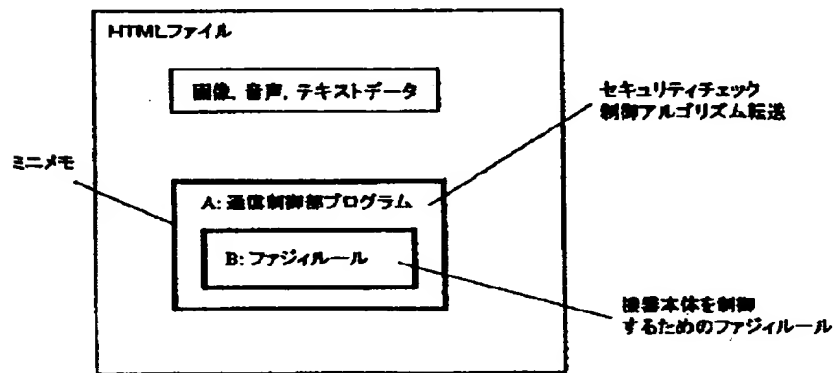 HTMLファイル
画像, 音声, テキストデータ
セキュリティチェック
制御アルゴリズム転送
ミニメモ
A: 通信制御部プログラム
B: ファジィルール
機器本体を制御
するためのファジィルール